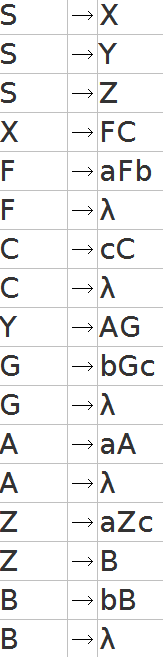 S → X
S → Y
S → Z
X → FC
F → aFb
F → λ
C → cC
C → λ
Y → AG
G → bGc
G → λ
A → aA
A → λ
Z → aZc
Z → B
B → bB
B → λ